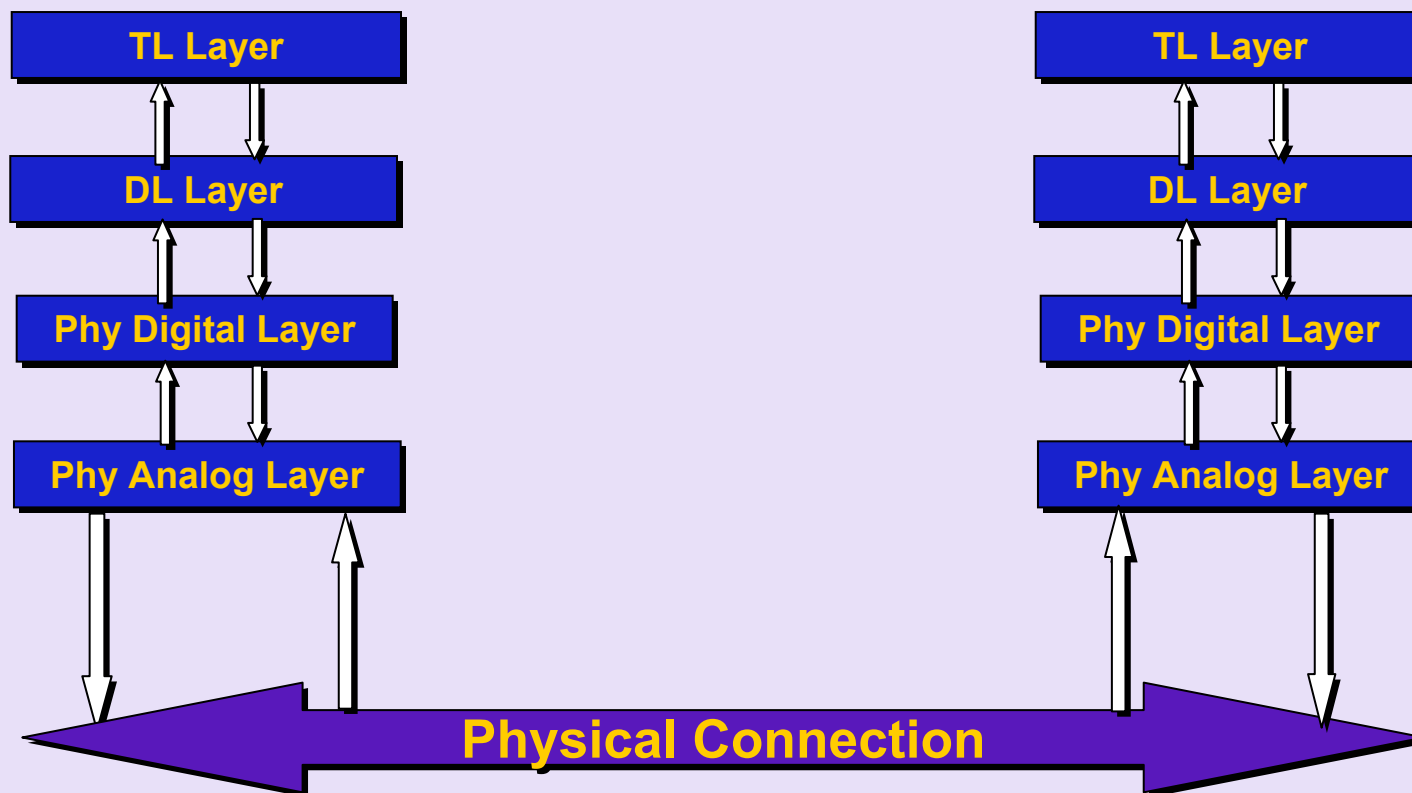 TL Layer
TL Layer
DL Layer
DL Layer
Phy Digital Layer
Phy Digital Layer
Phy Analog Layer
Phy Analog Layer
Physical Connection